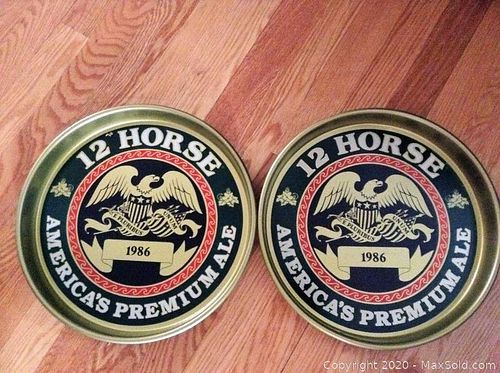 12 HORSE
1986
AMERICA'S PREMIUM ALE
12 HORSE
1986
AMERICA'S PREMIUM ALE
Copyright 2020 - MaxSold.com